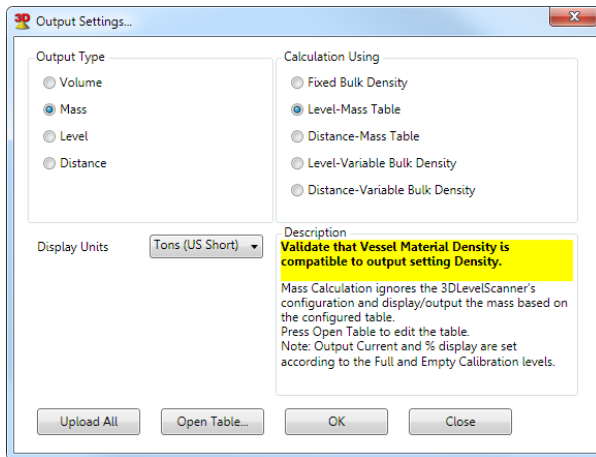 3D Output Settings...
Output Type
Volume
Mass
Level
Distance
Calculation Using
Fixed Bulk Density
Level-Mass Table
Distance-Mass Table
Level-Variable Bulk Density
Distance-Variable Bulk Density
Display Units
Tons (US Short)
Description
Validate that Vessel Material Density is
compatible to output setting Density.
Mass Calculation ignores the 3DLevelScanner's
configuration and display/output the mass based on
the configured table.
Press Open Table to edit the table.
Note: Output Current and % display are set
according to the Full and Empty Calibration levels.
Upload All
Open Table...
OK
Close